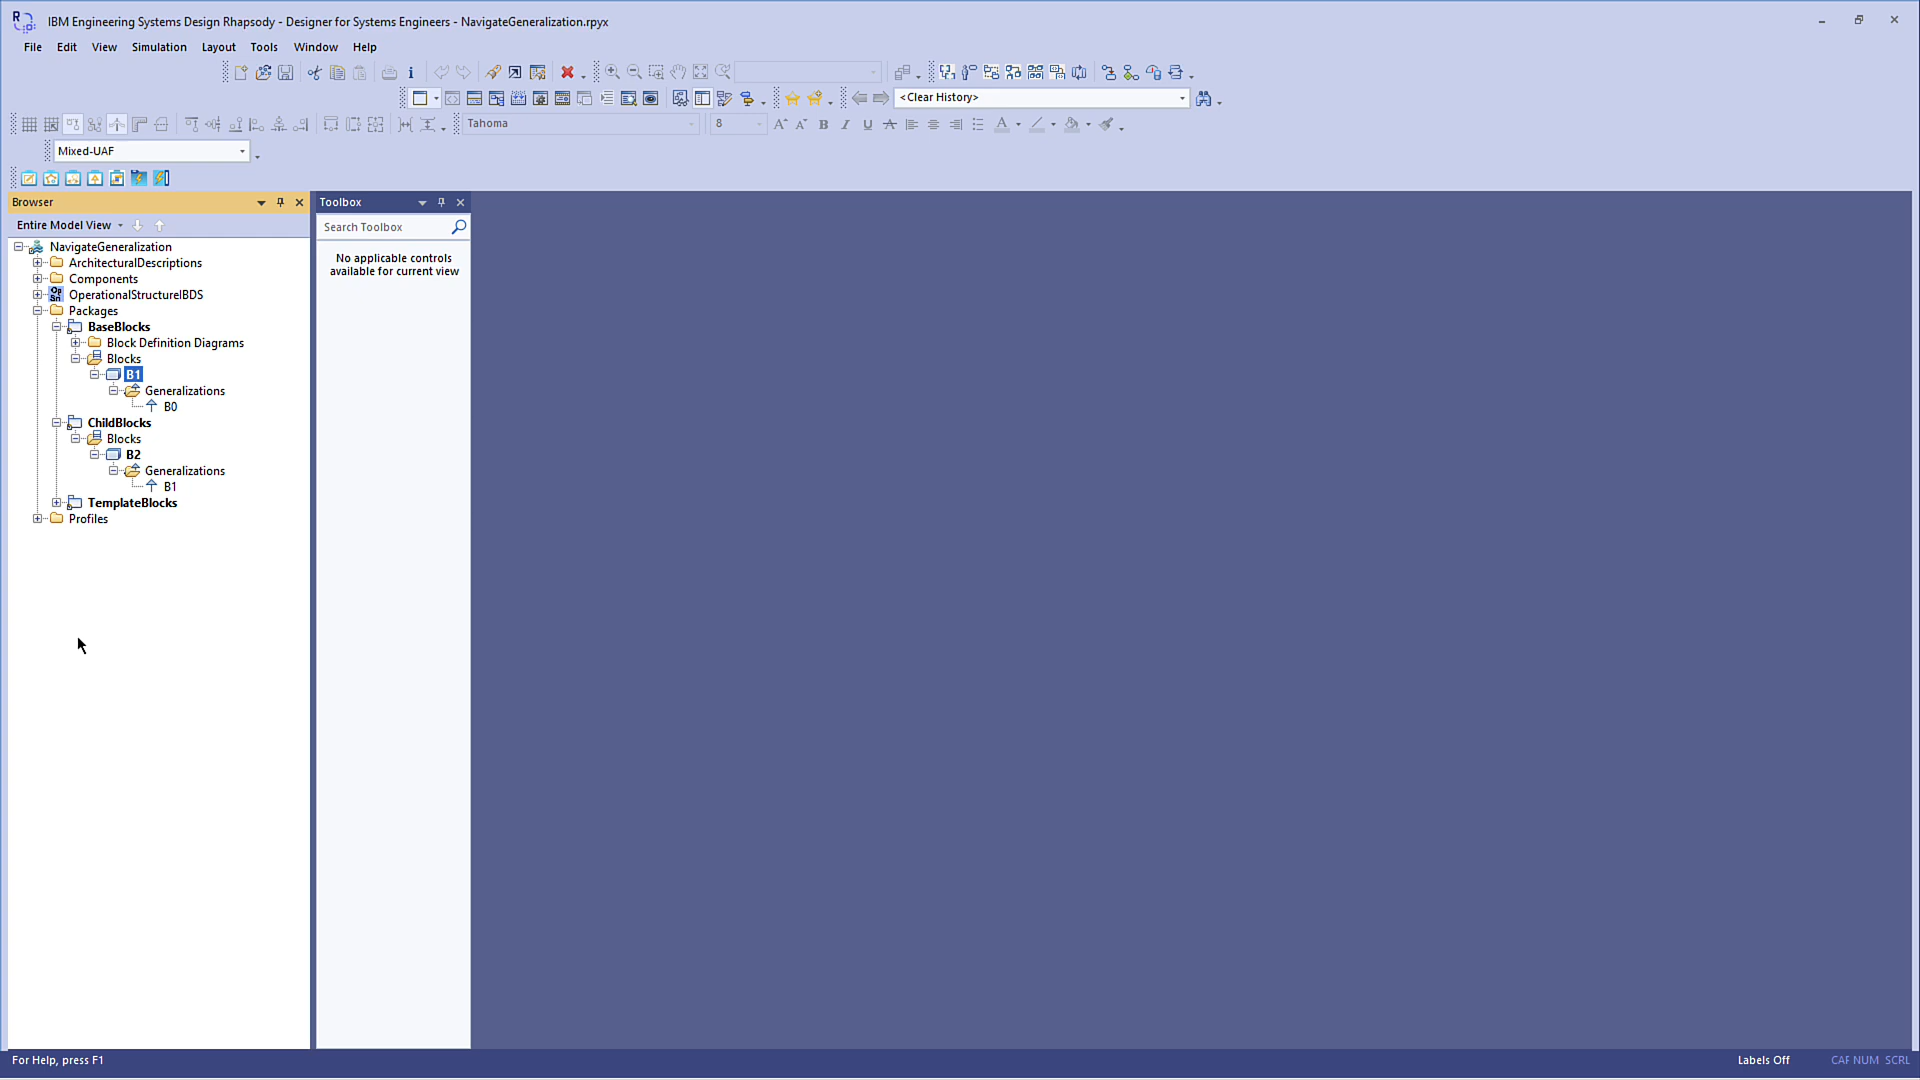 IBM Engineering Systems Design Rhapsody - Designer for Systems Engineers - NavigateGeneralization.rpyx
File Edit View Simulation Layout Tools Window Help
<Clear History>
Tahoma 8
Mixed-UAF
Browser
Entire Model View
NavigateGeneralization
ArchitecturalDescriptions
Components
OperationalStructureIBDS
Packages
BaseBlocks
Block Definition Diagrams
Blocks
B1
Generalizations
B0
ChildBlocks
Blocks
B2
Generalizations
B1
TemplateBlocks
Profiles
Toolbox
Search Toolbox
No applicable controls
available for current view
For Help, press F1
Labels Off CAP NUM SCRL